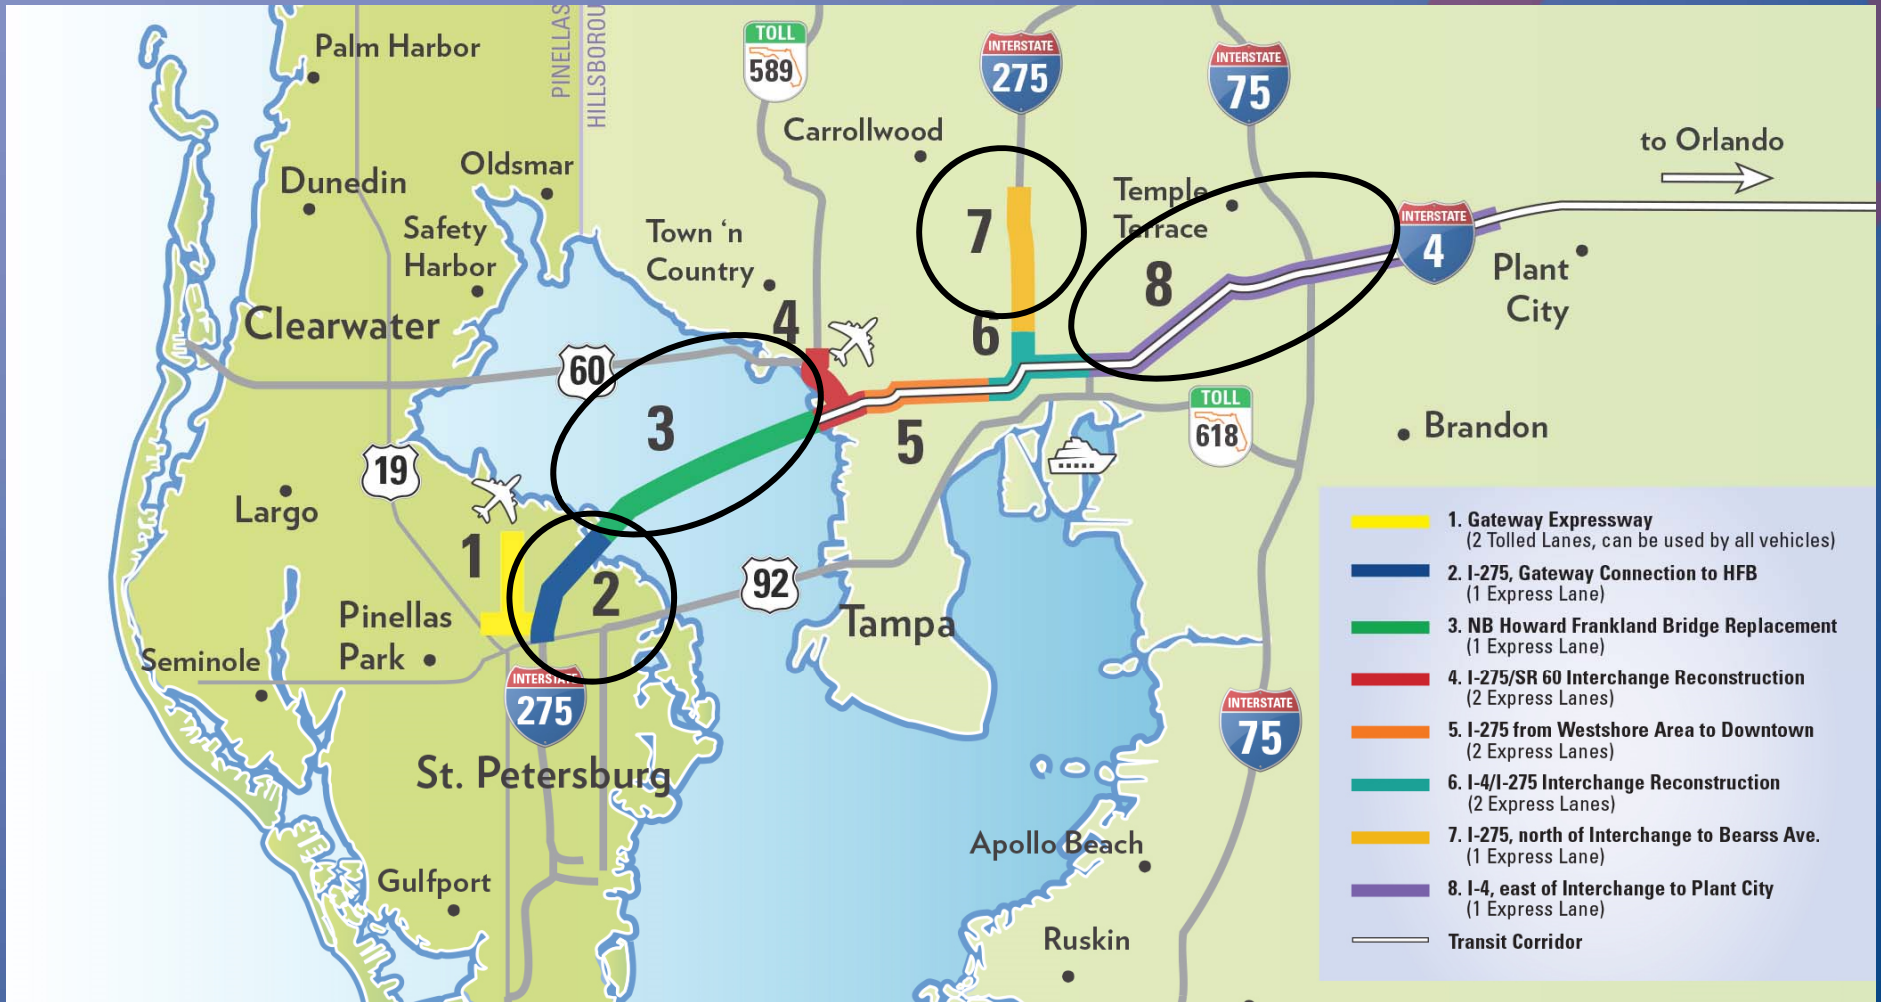 PINELLAS
HILLSBOROU
Palm Harbor
TOLL
589
INTERSTATE
275
INTERSTATE
75
Carrollwood
to Orlando
Oldsmar
Dunedin
Temple
Terrace
Safety
Harbor
Town ‘n
Country
7
8
INTERSTATE
4
Plant
City
Clearwater
4
6
60
3
5
TOLL
618
Brandon
19
Largo
1
2
92
Pinellas
Park
Tampa
Seminole
INTERSTATE
275
INTERSTATE
75
St. Petersburg
Apollo Beach
Gulfport
Ruskin
1. Gateway Expressway
(2 Tolled Lanes, can be used by all vehicles)
2. I-275, Gateway Connection to HFB
(1 Express Lane)
3. NB Howard Frankland Bridge Replacement
(1 Express Lane)
4. I-275/SR 60 Interchange Reconstruction
(2 Express Lanes)
5. I-275 from Westshore Area to Downtown
(2 Express Lanes)
6. I-4/I-275 Interchange Reconstruction
(2 Express Lanes)
7. I-275, north of Interchange to Bearss Ave.
(1 Express Lane)
8. I-4, east of Interchange to Plant City
(1 Express Lane)
Transit Corridor